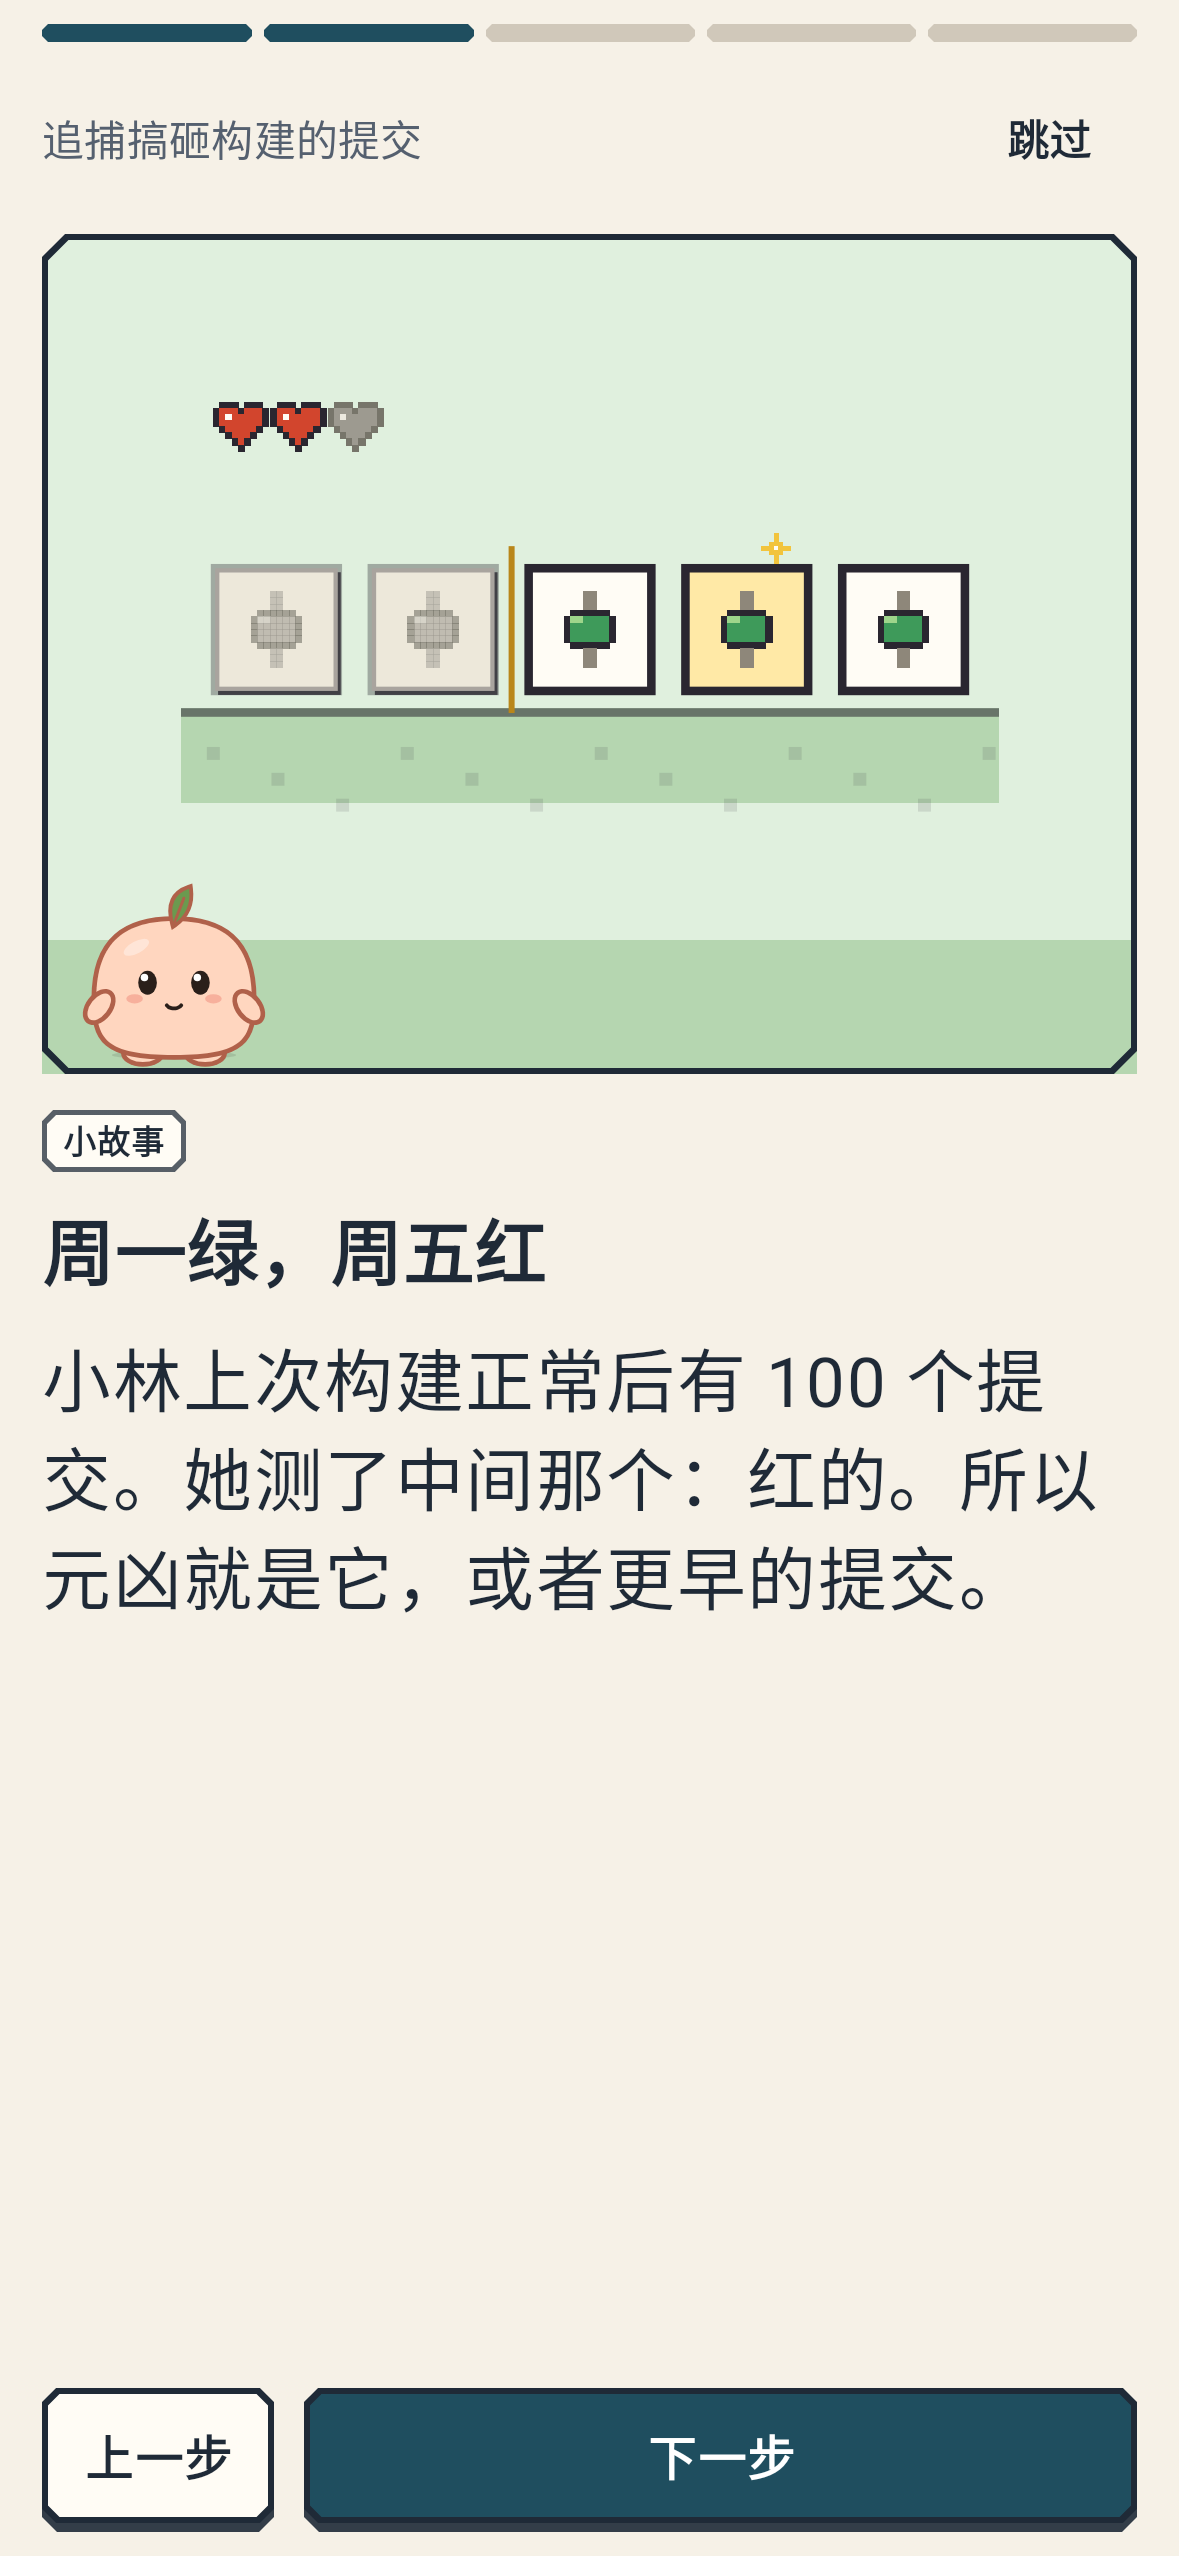 追捕搞砸构建的提交
跳过
小故事
周一绿，周五红
小林上次构建正常后有 100 个提
交。她测了中间那个：红的。所以
元凶就是它，或者更早的提交。
上一步
下一步